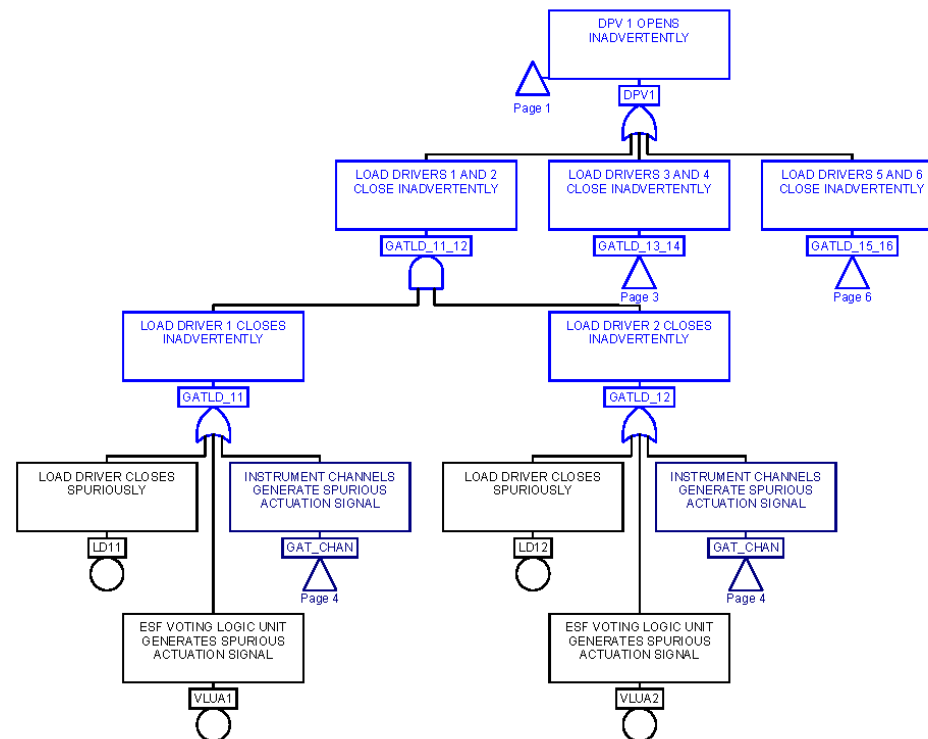 DPV 1 OPENS
INADVERTENTLY
Page 1
DPV1
LOAD DRIVERS 1 AND 2
CLOSE INADVERTENTLY
LOAD DRIVERS 3 AND 4
CLOSE INADVERTENTLY
LOAD DRIVERS 5 AND 6
CLOSE INADVERTENTLY
GATLD_11_12
GATLD_13_14
GATLD_15_16
Page 3
Page 6
LOAD DRIVER 1 CLOSES
INADVERTENTLY
LOAD DRIVER 2 CLOSES
INADVERTENTLY
GATLD_11
GATLD_12
LOAD DRIVER CLOSES
SPURIOUSLY
INSTRUMENT CHANNELS
GENERATE SPURIOUS
ACTUATION SIGNAL
LOAD DRIVER CLOSES
SPURIOUSLY
INSTRUMENT CHANNELS
GENERATE SPURIOUS
ACTUATION SIGNAL
LD11
GAT_CHAN
LD12
GAT_CHAN
Page 4
Page 4
ESF VOTING LOGIC UNIT
GENERATES SPURIOUS
ACTUATION SIGNAL
ESF VOTING LOGIC UNIT
GENERATES SPURIOUS
ACTUATION SIGNAL
VLUA1
VLUA2